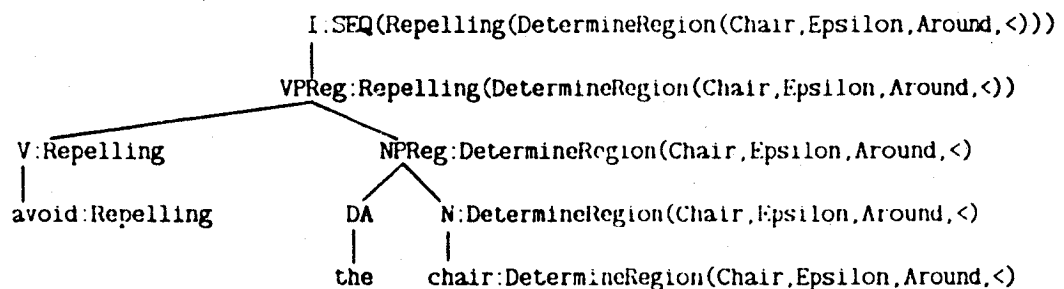 I:SEQ(Repelling(DetermineRegion(Chair,Epsilon,Around,<)))
VPReg:Repelling(DetermineRegion(Chair,Epsilon,Around,<))
V:Repelling NPReg:DetermineRegion(Chair,Epsilon,Around,<)
avoid:Repelling DA N:DetermineRegion(Chair,Epsilon,Around,<)
the chair:DetermineRegion(Chair,Epsilon,Around,<)